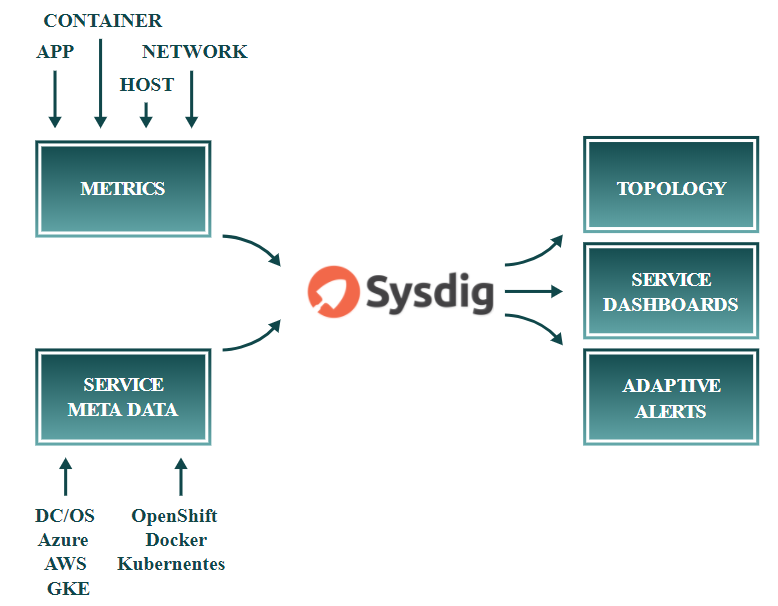 CONTAINER
APP
NETWORK
HOST
METRICS
SERVICE
META DATA
DC/OS
Azure
AWS
GKE
OpenShift
Docker
Kubernentes
Sysdig
TOPOLOGY
SERVICE
DASHBOARDS
ADAPTIVE
ALERTS